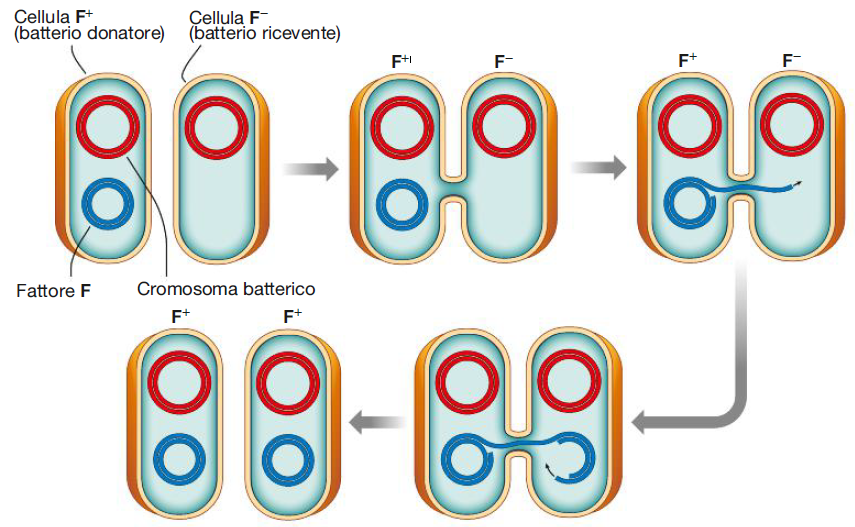 Cellula F⁺
(batterio donatore)
Cellula F⁻
(batterio ricevente)
F⁺ˡ
F⁻
F⁺
F⁻
Fattore F
Cromosoma batterico
F⁺
F⁺